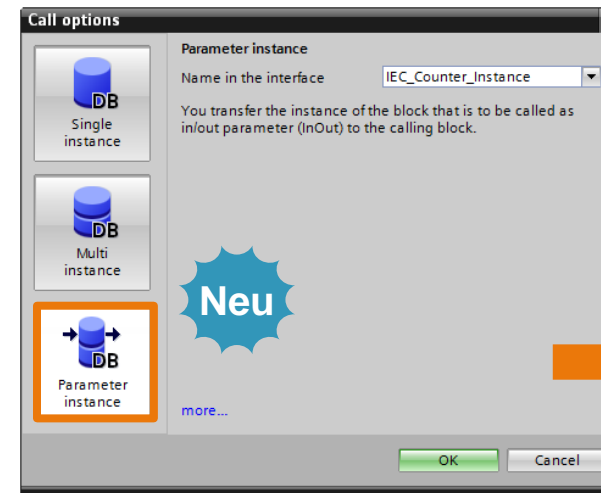 Call options
Parameter instance
Name in the interface IEC_Counter_Instance
You transfer the instance of the block that is to be called as
in/out parameter (InOut) to the calling block.
DB
Single
instance
DB
Multi
instance
DB
Parameter
instance
Neu
more...
OK Cancel